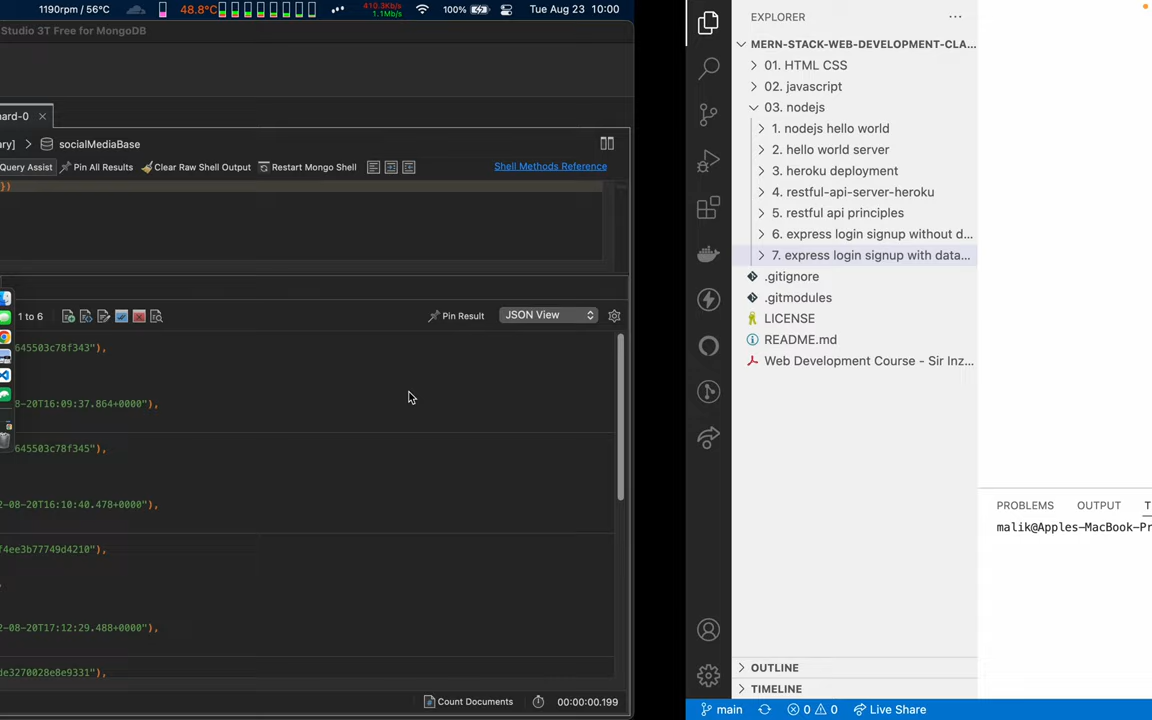 1190rpm / 56°C
48.8°C
410.3Kb/s
1.1Mb/s
100%
Tue Aug 23 10:00
Studio 3T Free for MongoDB
hard-0
ry]
socialMediaBase
Query Assist
Pin All Results
Clear Raw Shell Output
Restart Mongo Shell
Shell Methods Reference
})
1 to 6
Pin Result
JSON View
645503c78f343"),
8-20T16:09:37.864+0000"),
645503c78f345"),
2-08-20T16:10:40.478+0000"),
f4ee3b77749d4210"),
,
2-08-20T17:12:29.488+0000"),
de3270028e8e9331"),
Count Documents
00:00:00.199
EXPLORER
MERN-STACK-WEB-DEVELOPMENT-CLA...
01. HTML CSS
02. javascript
03. nodejs
1. nodejs hello world
2. hello world server
3. heroku deployment
4. restful-api-server-heroku
5. restful api principles
6. express login signup without d...
7. express login signup with data...
.gitignore
.gitmodules
LICENSE
README.md
Web Development Course - Sir Inz...
OUTLINE
TIMELINE
PROBLEMS
OUTPUT
T
malik@Apples-MacBook-Pr
main
0
0
Live Share